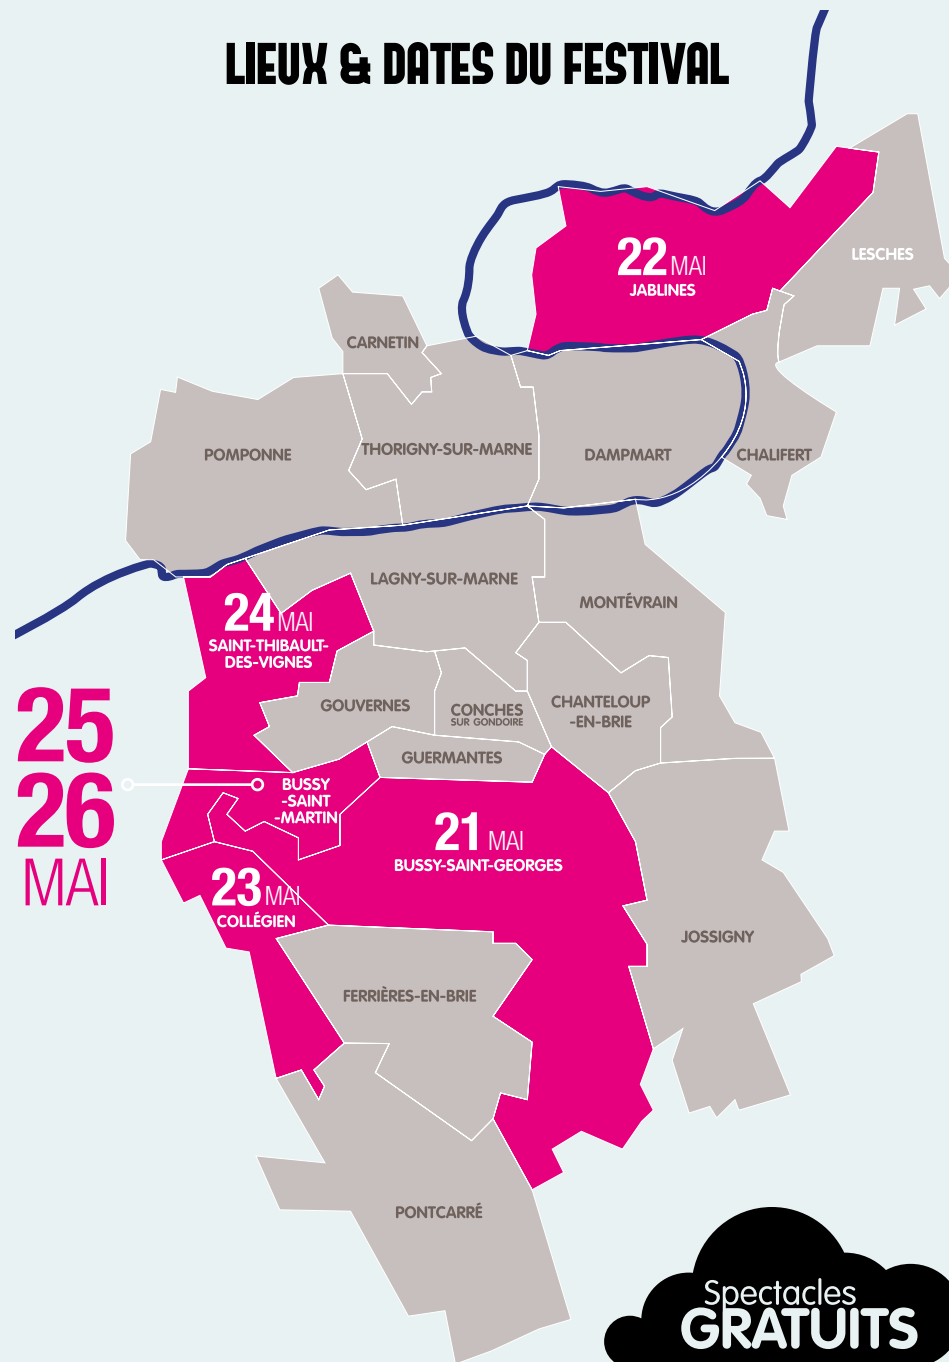 LIEUX & DATES DU FESTIVAL
22 MAI
JABLINES
LESCHES
CARNETIN
POMPONNE
THORIGNY-SUR-MARNE
DAMPMART
CHALIFERT
LAGNY-SUR-MARNE
MONTÉVRAIN
24 MAI
SAINT-THIBAULT-
DES-VIGNES
GOUVERNES
CONCHES
SUR GONDOIRE
CHANTELOUP
-EN-BRIE
GUERMANTES
25
26
MAI
BUSSY
-SAINT
-MARTIN
21 MAI
BUSSY-SAINT-GEORGES
23 MAI
COLLÉGIEN
JOSSIGNY
FERRIÈRES-EN-BRIE
PONTCARRÉ
Spectacles
GRATUITS